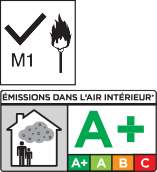 M1
ÉMISSIONS DANS L'AIR INTÉRIEUR*
A+
A+ A B C